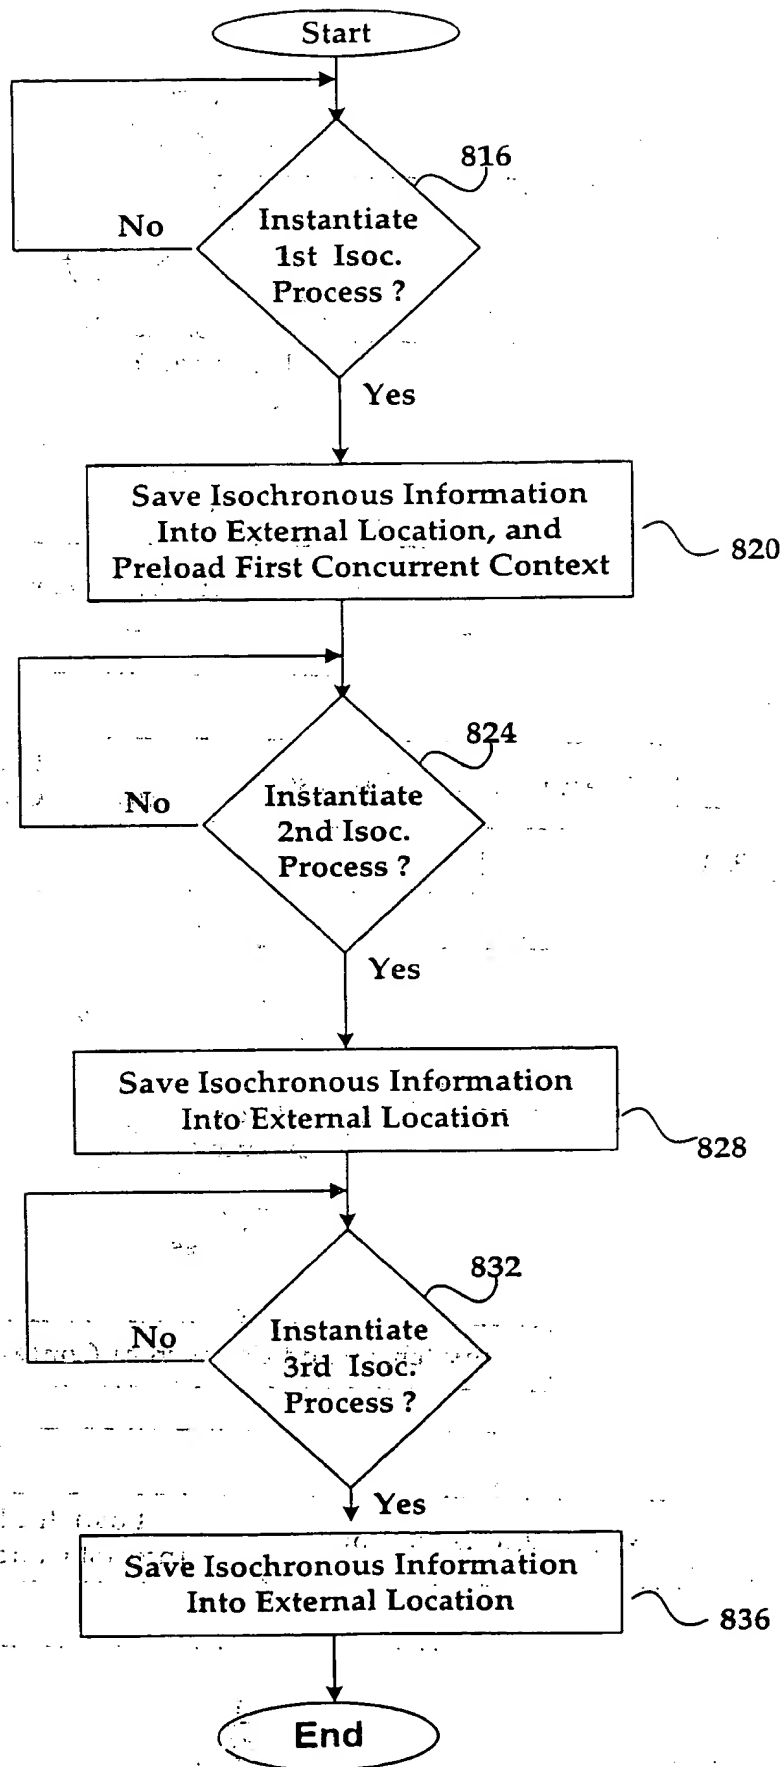 Start
816
Instantiate
1st Isoc.
Process ?
No
Yes
Save Isochronous Information
Into External Location, and
Preload First Concurrent Context
820
824
Instantiate
2nd Isoc.
Process ?
No
Yes
Save Isochronous Information
Into External Location
828
832
Instantiate
3rd Isoc.
Process ?
No
Yes
Save Isochronous Information
Into External Location
836
End